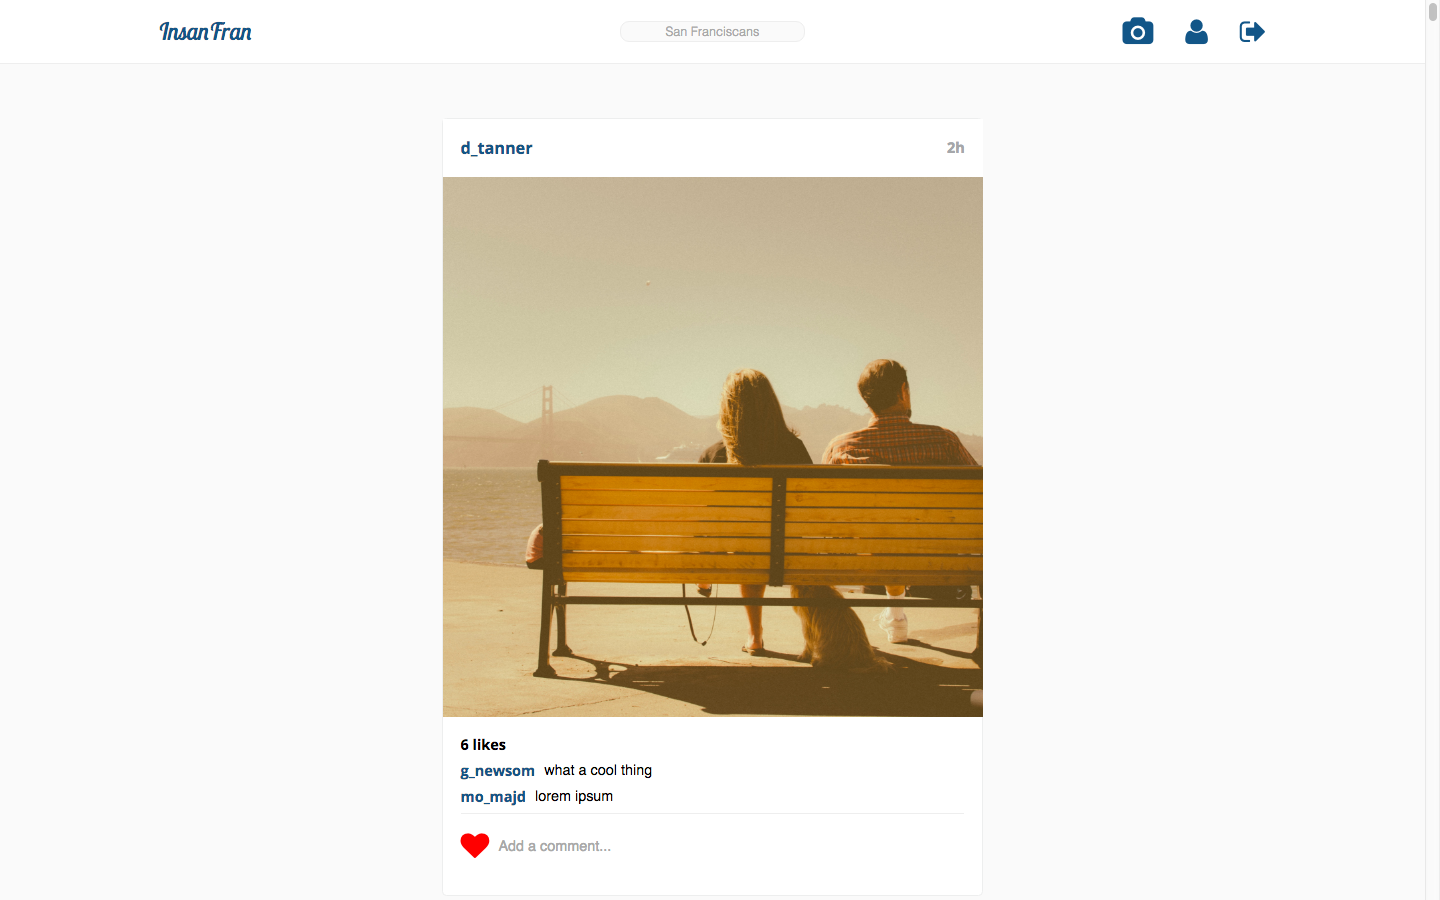 InsanFran
San Franciscans
d_tanner
2h
6 likes
g_newsom what a cool thing
mo_majd lorem ipsum
Add a comment...